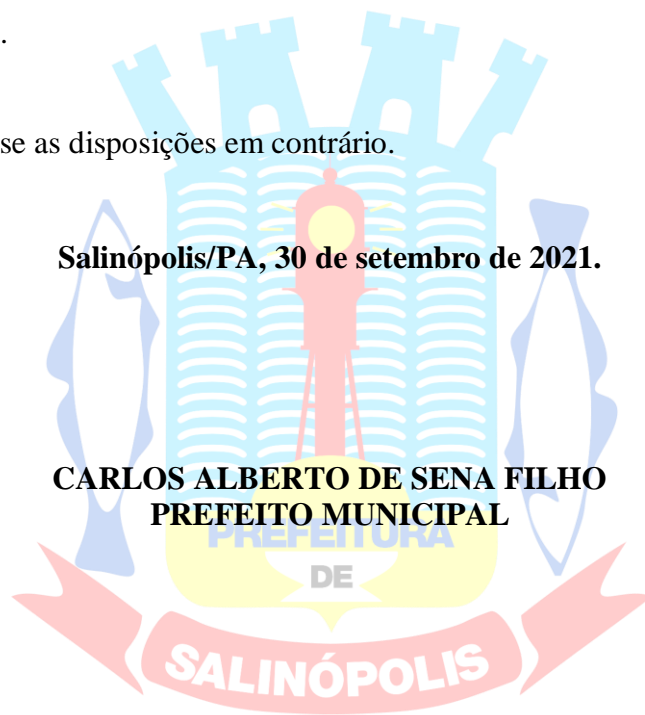 .
se as disposições em contrário.
Salinópolis/PA, 30 de setembro de 2021.
CARLOS ALBERTO DE SENA FILHO
PREFEITO MUNICIPAL
PREFEITURA
DE
SALINÓPOLIS